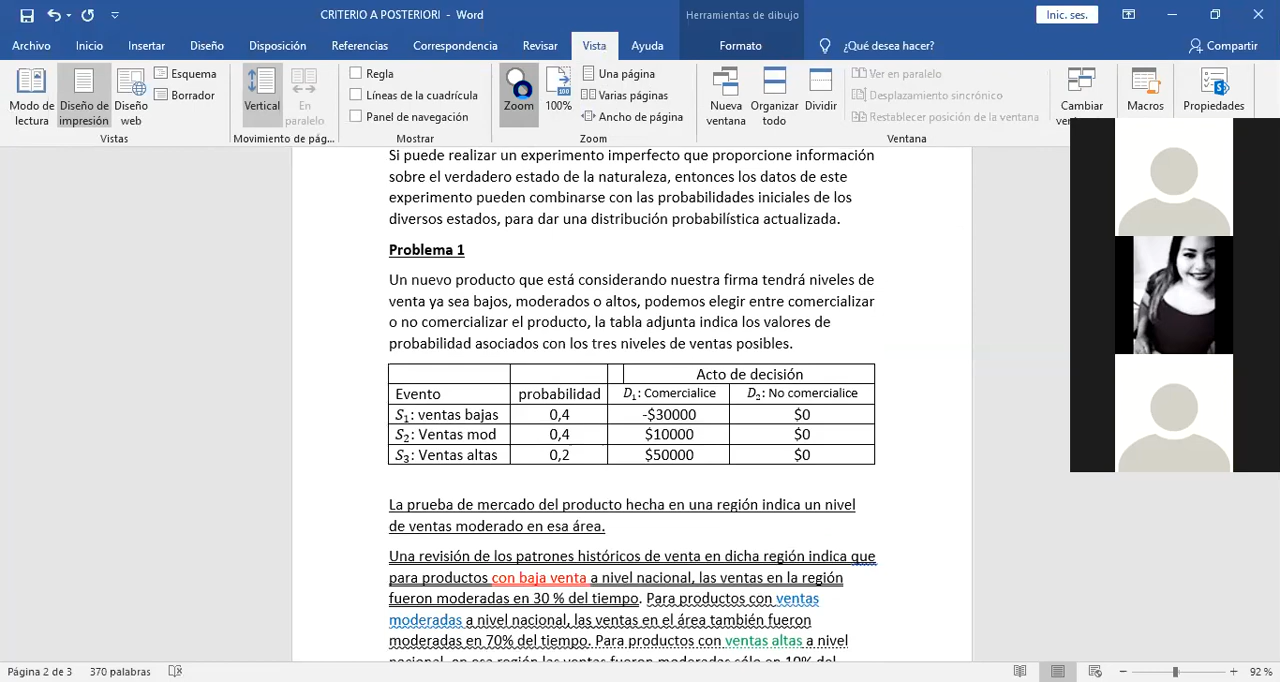 CRITERIO A POSTERIORI - Word
Herramientas de dibujo
Inic. ses.
Archivo Inicio Insertar Diseño Disposición Referencias Correspondencia Revisar Vista Ayuda Formato ¿Qué desea hacer? Compartir
Modo de lectura
Diseño de impresión
Diseño web
Esquema
Borrador
Vistas
Vertical
En paralelo
Movimiento de pág...
Regla
Líneas de la cuadrícula
Panel de navegación
Mostrar
Zoom
100%
Una página
Varias páginas
Ancho de página
Zoom
Nueva ventana
Organizar todo
Dividir
Ver en paralelo
Desplazamiento sincrónico
Restablecer posición de la ventana
Ventana
Cambiar
Macros
Propiedades
Si puede realizar un experimento imperfecto que proporcione información
sobre el verdadero estado de la naturaleza, entonces los datos de este
experimento pueden combinarse con las probabilidades iniciales de los
diversos estados, para dar una distribución probabilística actualizada.
Problema 1
Un nuevo producto que está considerando nuestra firma tendrá niveles de
venta ya sea bajos, moderados o altos, podemos elegir entre comercializar
o no comercializar el producto, la tabla adjunta indica los valores de
probabilidad asociados con los tres niveles de ventas posibles.
Acto de decisión
Evento probabilidad D₁: Comercialice D₂: No comercialice
S₁: ventas bajas 0,4 -$30000 $0
S₂: Ventas mod 0,4 $10000 $0
S₃: Ventas altas 0,2 $50000 $0
La prueba de mercado del producto hecha en una región indica un nivel
de ventas moderado en esa área.
Una revisión de los patrones históricos de venta en dicha región indica que
para productos con baja venta a nivel nacional, las ventas en la región
fueron moderadas en 30 % del tiempo. Para productos con ventas
moderadas a nivel nacional, las ventas en el área también fueron
moderadas en 70% del tiempo. Para productos con ventas altas a nivel
nacional, en esa región las ventas fueron moderadas sólo en 10% del
Página 2 de 3 370 palabras 92 %